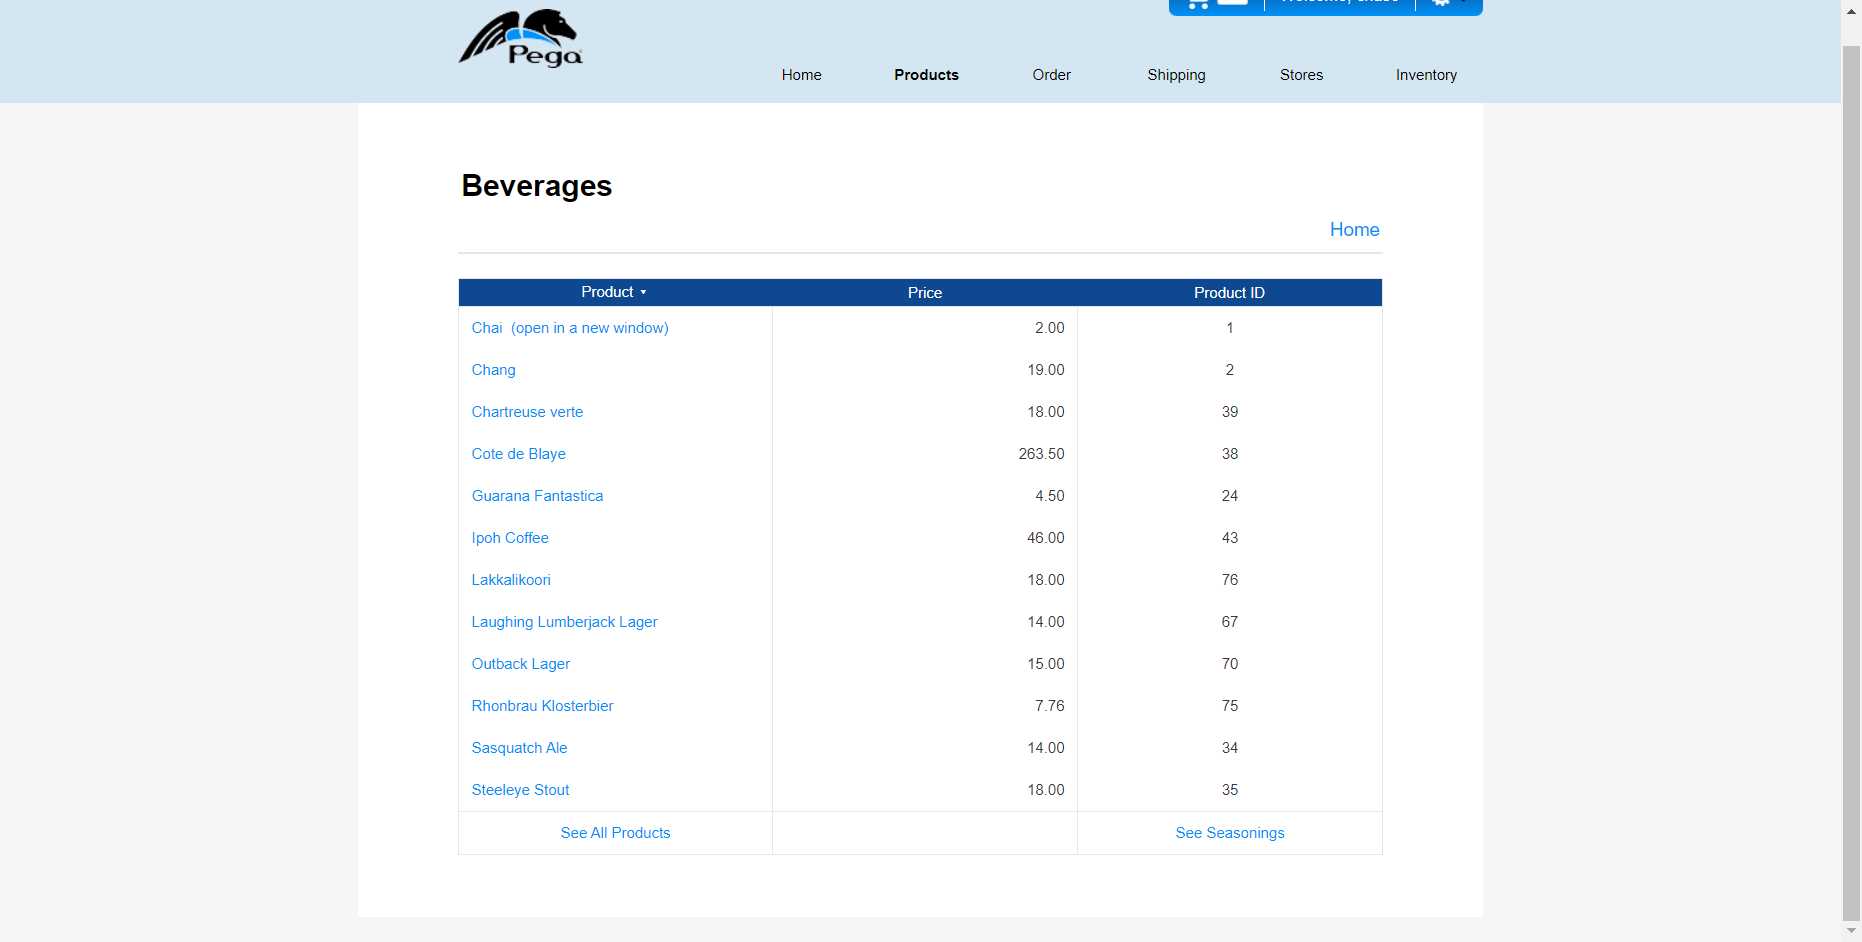 Pega
Home Products Order Shipping Stores Inventory
Beverages
Home
Product Price Product ID
Chai (open in a new window) 2.00 1
Chang 19.00 2
Chartreuse verte 18.00 39
Cote de Blaye 263.50 38
Guarana Fantastica 4.50 24
Ipoh Coffee 46.00 43
Lakkalikoori 18.00 76
Laughing Lumberjack Lager 14.00 67
Outback Lager 15.00 70
Rhonbrau Klosterbier 7.76 75
Sasquatch Ale 14.00 34
Steeleye Stout 18.00 35
See All Products See Seasonings